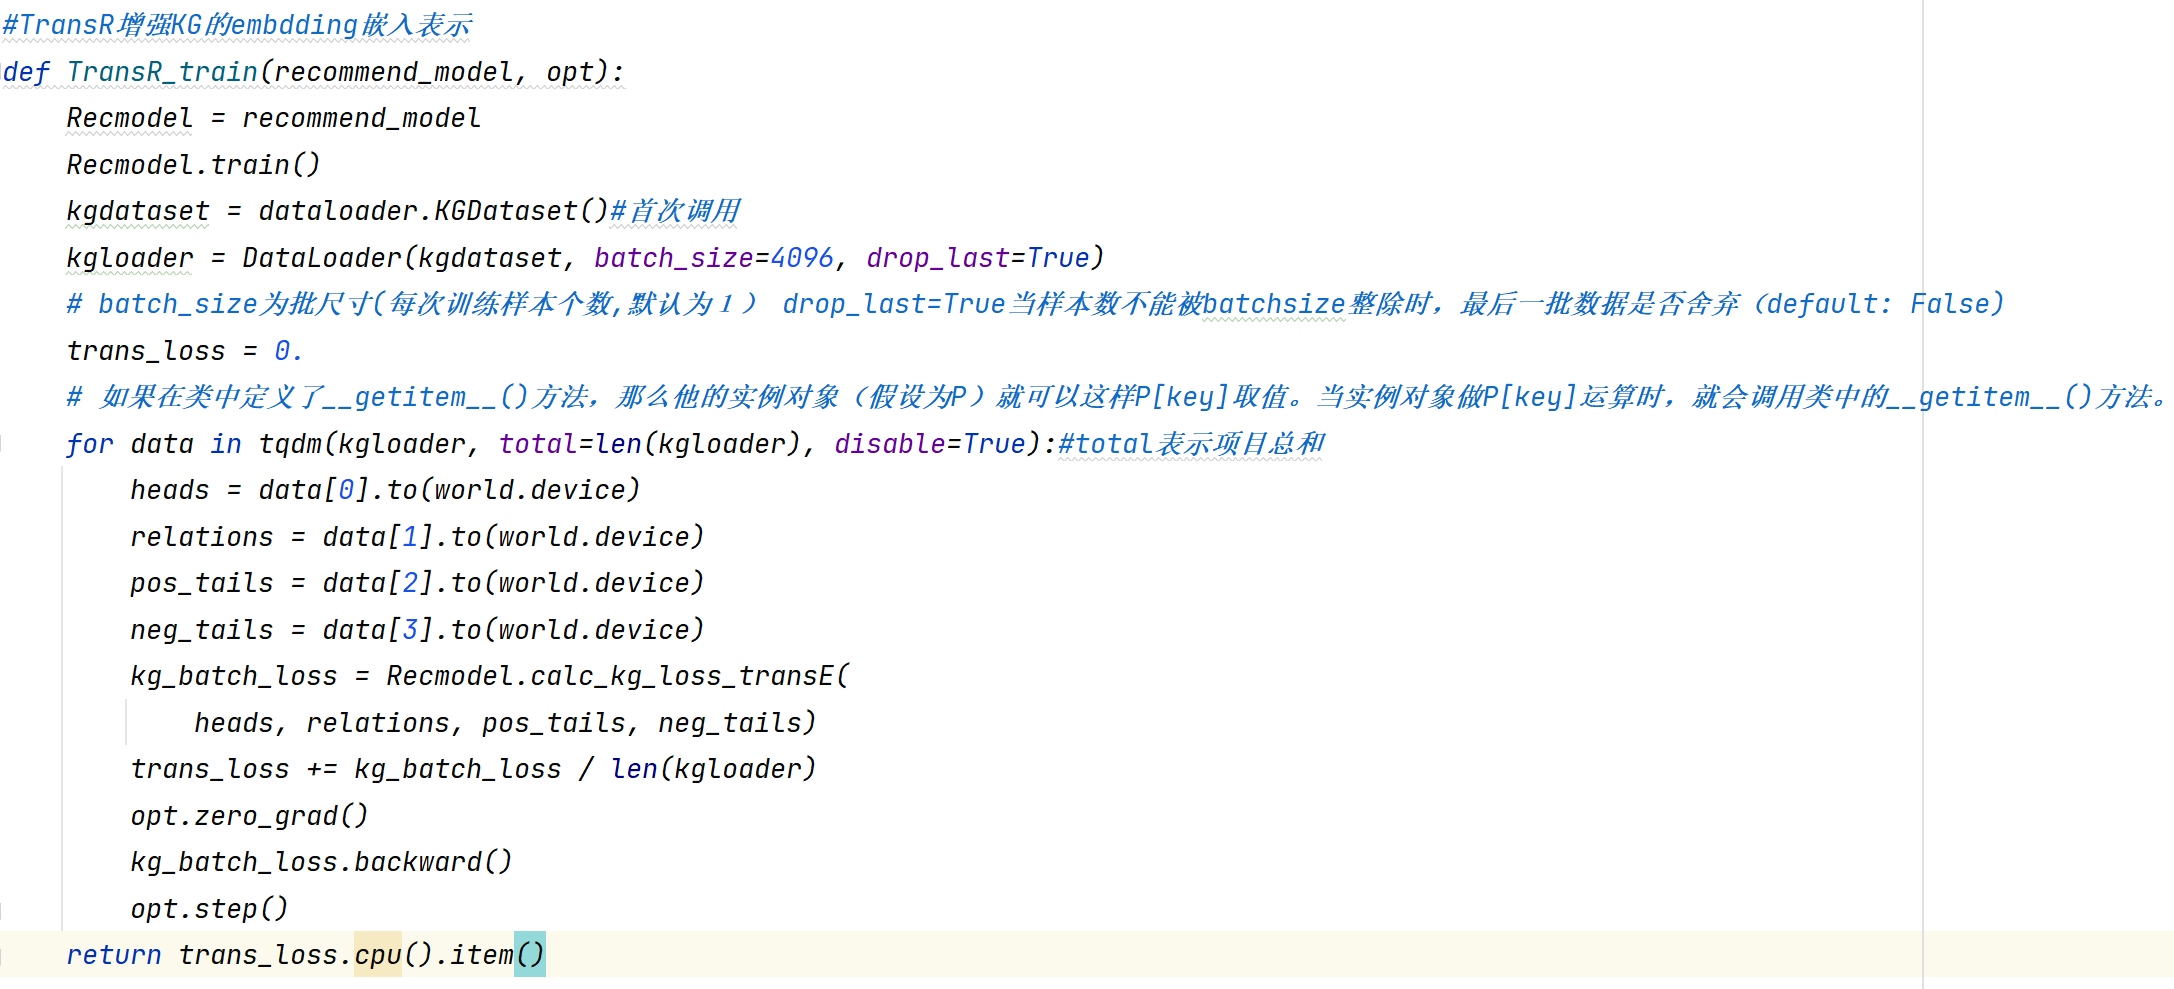 #TransR增强KG的embdding嵌入表示
def TransR_train(recommend_model, opt):
    Recmodel = recommend_model
    Recmodel.train()
    kgdataset = dataloader.KGDataset()#首次调用
    kgloader = DataLoader(kgdataset, batch_size=4096, drop_last=True)
    # batch_size为批尺寸(每次训练样本个数,默认为１） drop_last=True当样本数不能被batchsize整除时，最后一批数据是否舍弃（default: False)
    trans_loss = 0.
    # 如果在类中定义了__getitem__()方法，那么他的实例对象（假设为P）就可以这样P[key]取值。当实例对象做P[key]运算时，就会调用类中的__getitem__()方法。
    for data in tqdm(kgloader, total=len(kgloader), disable=True):#total表示项目总和
        heads = data[0].to(world.device)
        relations = data[1].to(world.device)
        pos_tails = data[2].to(world.device)
        neg_tails = data[3].to(world.device)
        kg_batch_loss = Recmodel.calc_kg_loss_transE(
            heads, relations, pos_tails, neg_tails)
        trans_loss += kg_batch_loss / len(kgloader)
        opt.zero_grad()
        kg_batch_loss.backward()
        opt.step()
    return trans_loss.cpu().item()